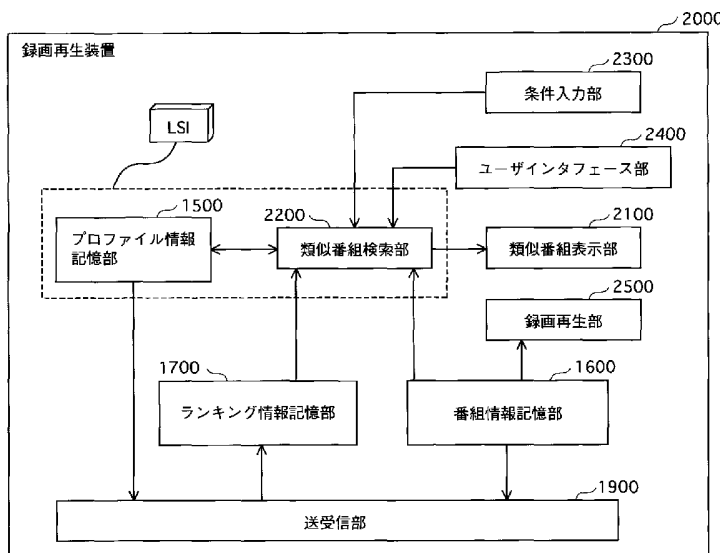 2000
録画再生装置
2300
条件入力部
LSI
2400
ユーザインタフェース部
1500
プロファイル情報
記憶部
2200
類似番組検索部
2100
類似番組表示部
2500
録画再生部
1700
ランキング情報記憶部
1600
番組情報記憶部
1900
送受信部